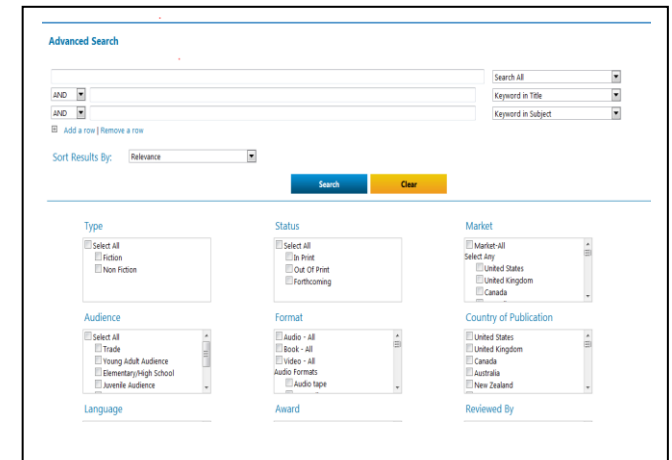 Advanced Search
Search All
AND Keyword in Title
AND Keyword in Subject
Add a row | Remove a row
Sort Results By: Relevance
Search Clear
Type Status Market
Select All Select All Market-All
Fiction In Print Select Any
Non Fiction Out Of Print United States
Forthcoming United Kingdom
Canada
Audience Format Country of Publication
Select All Audio - All United States
Trade Book - All United Kingdom
Young Adult Audience Video - All Canada
Elementary/High School Audio Formats Australia
Juvenile Audience Audio tape New Zealand
Language Award Reviewed By